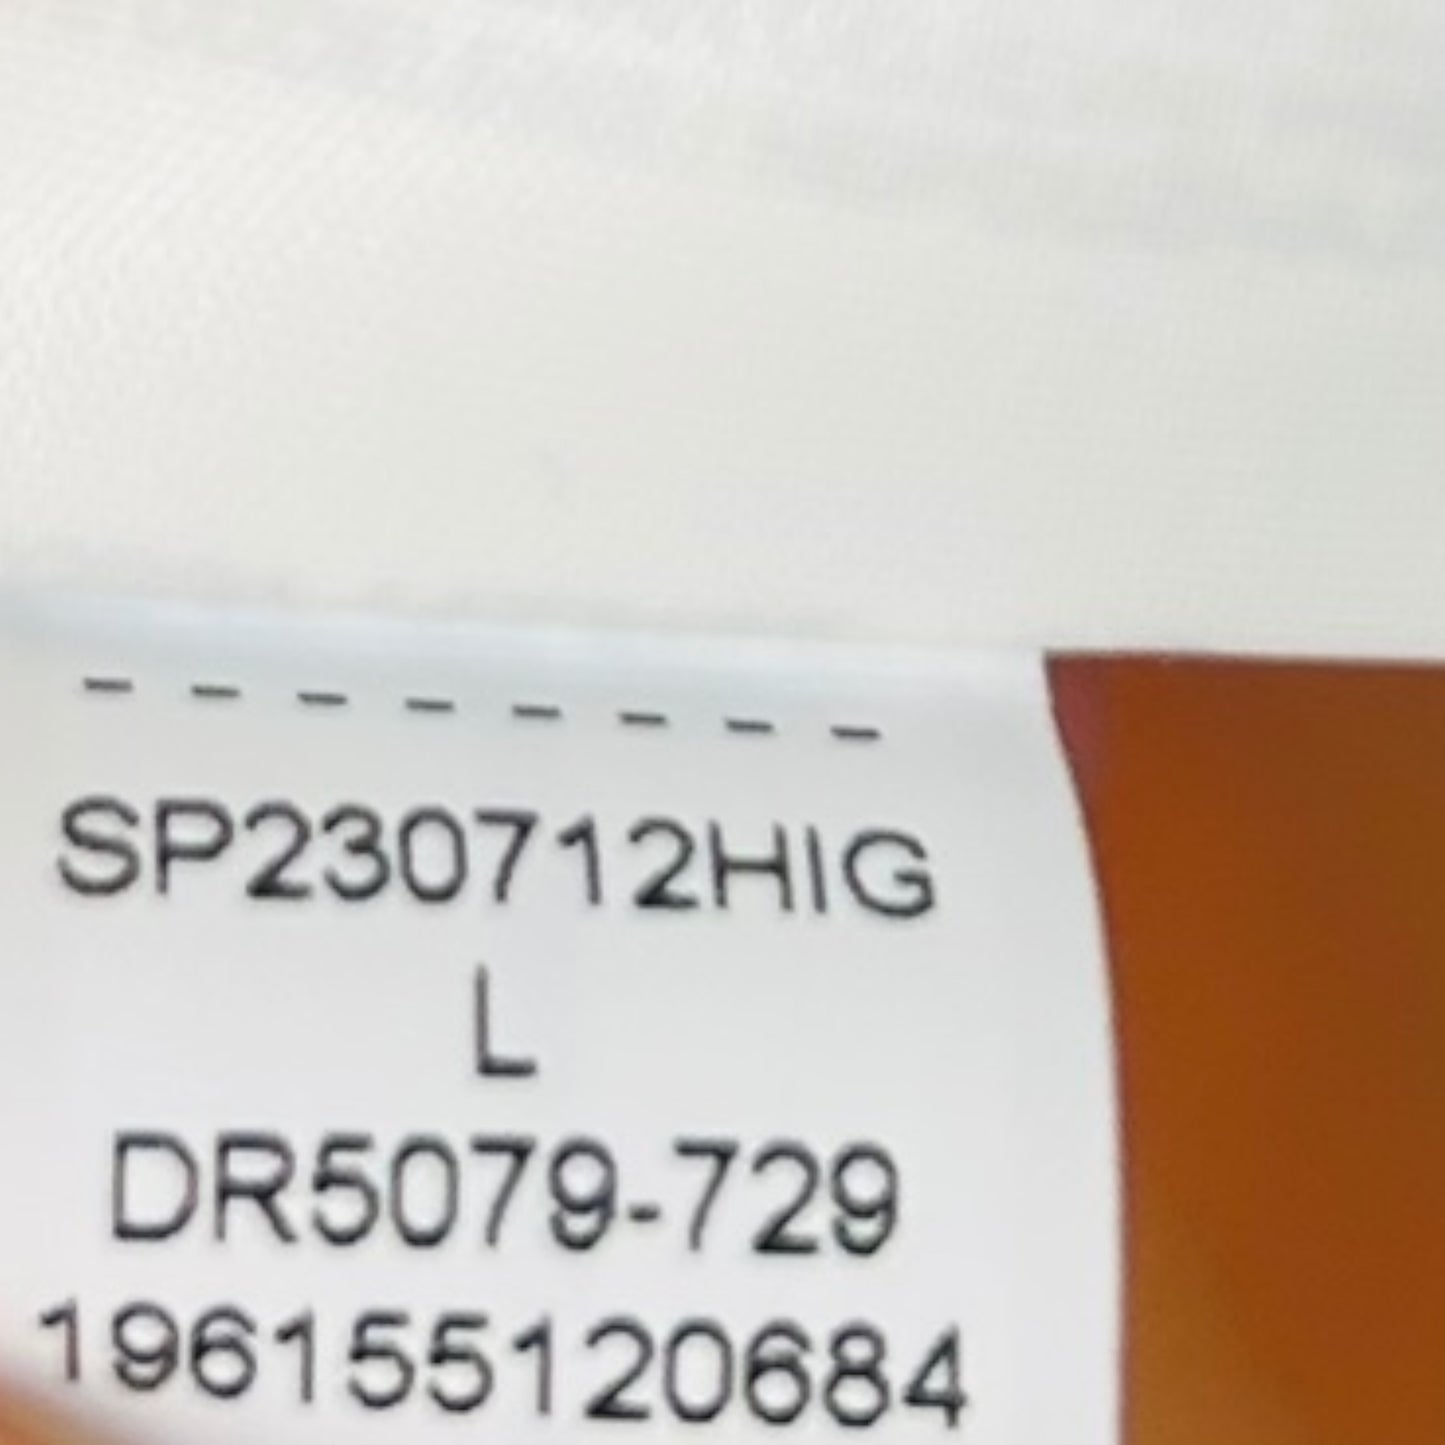 - - - - - - - -
SP230712HIG
L
DR5079-729
196155120684